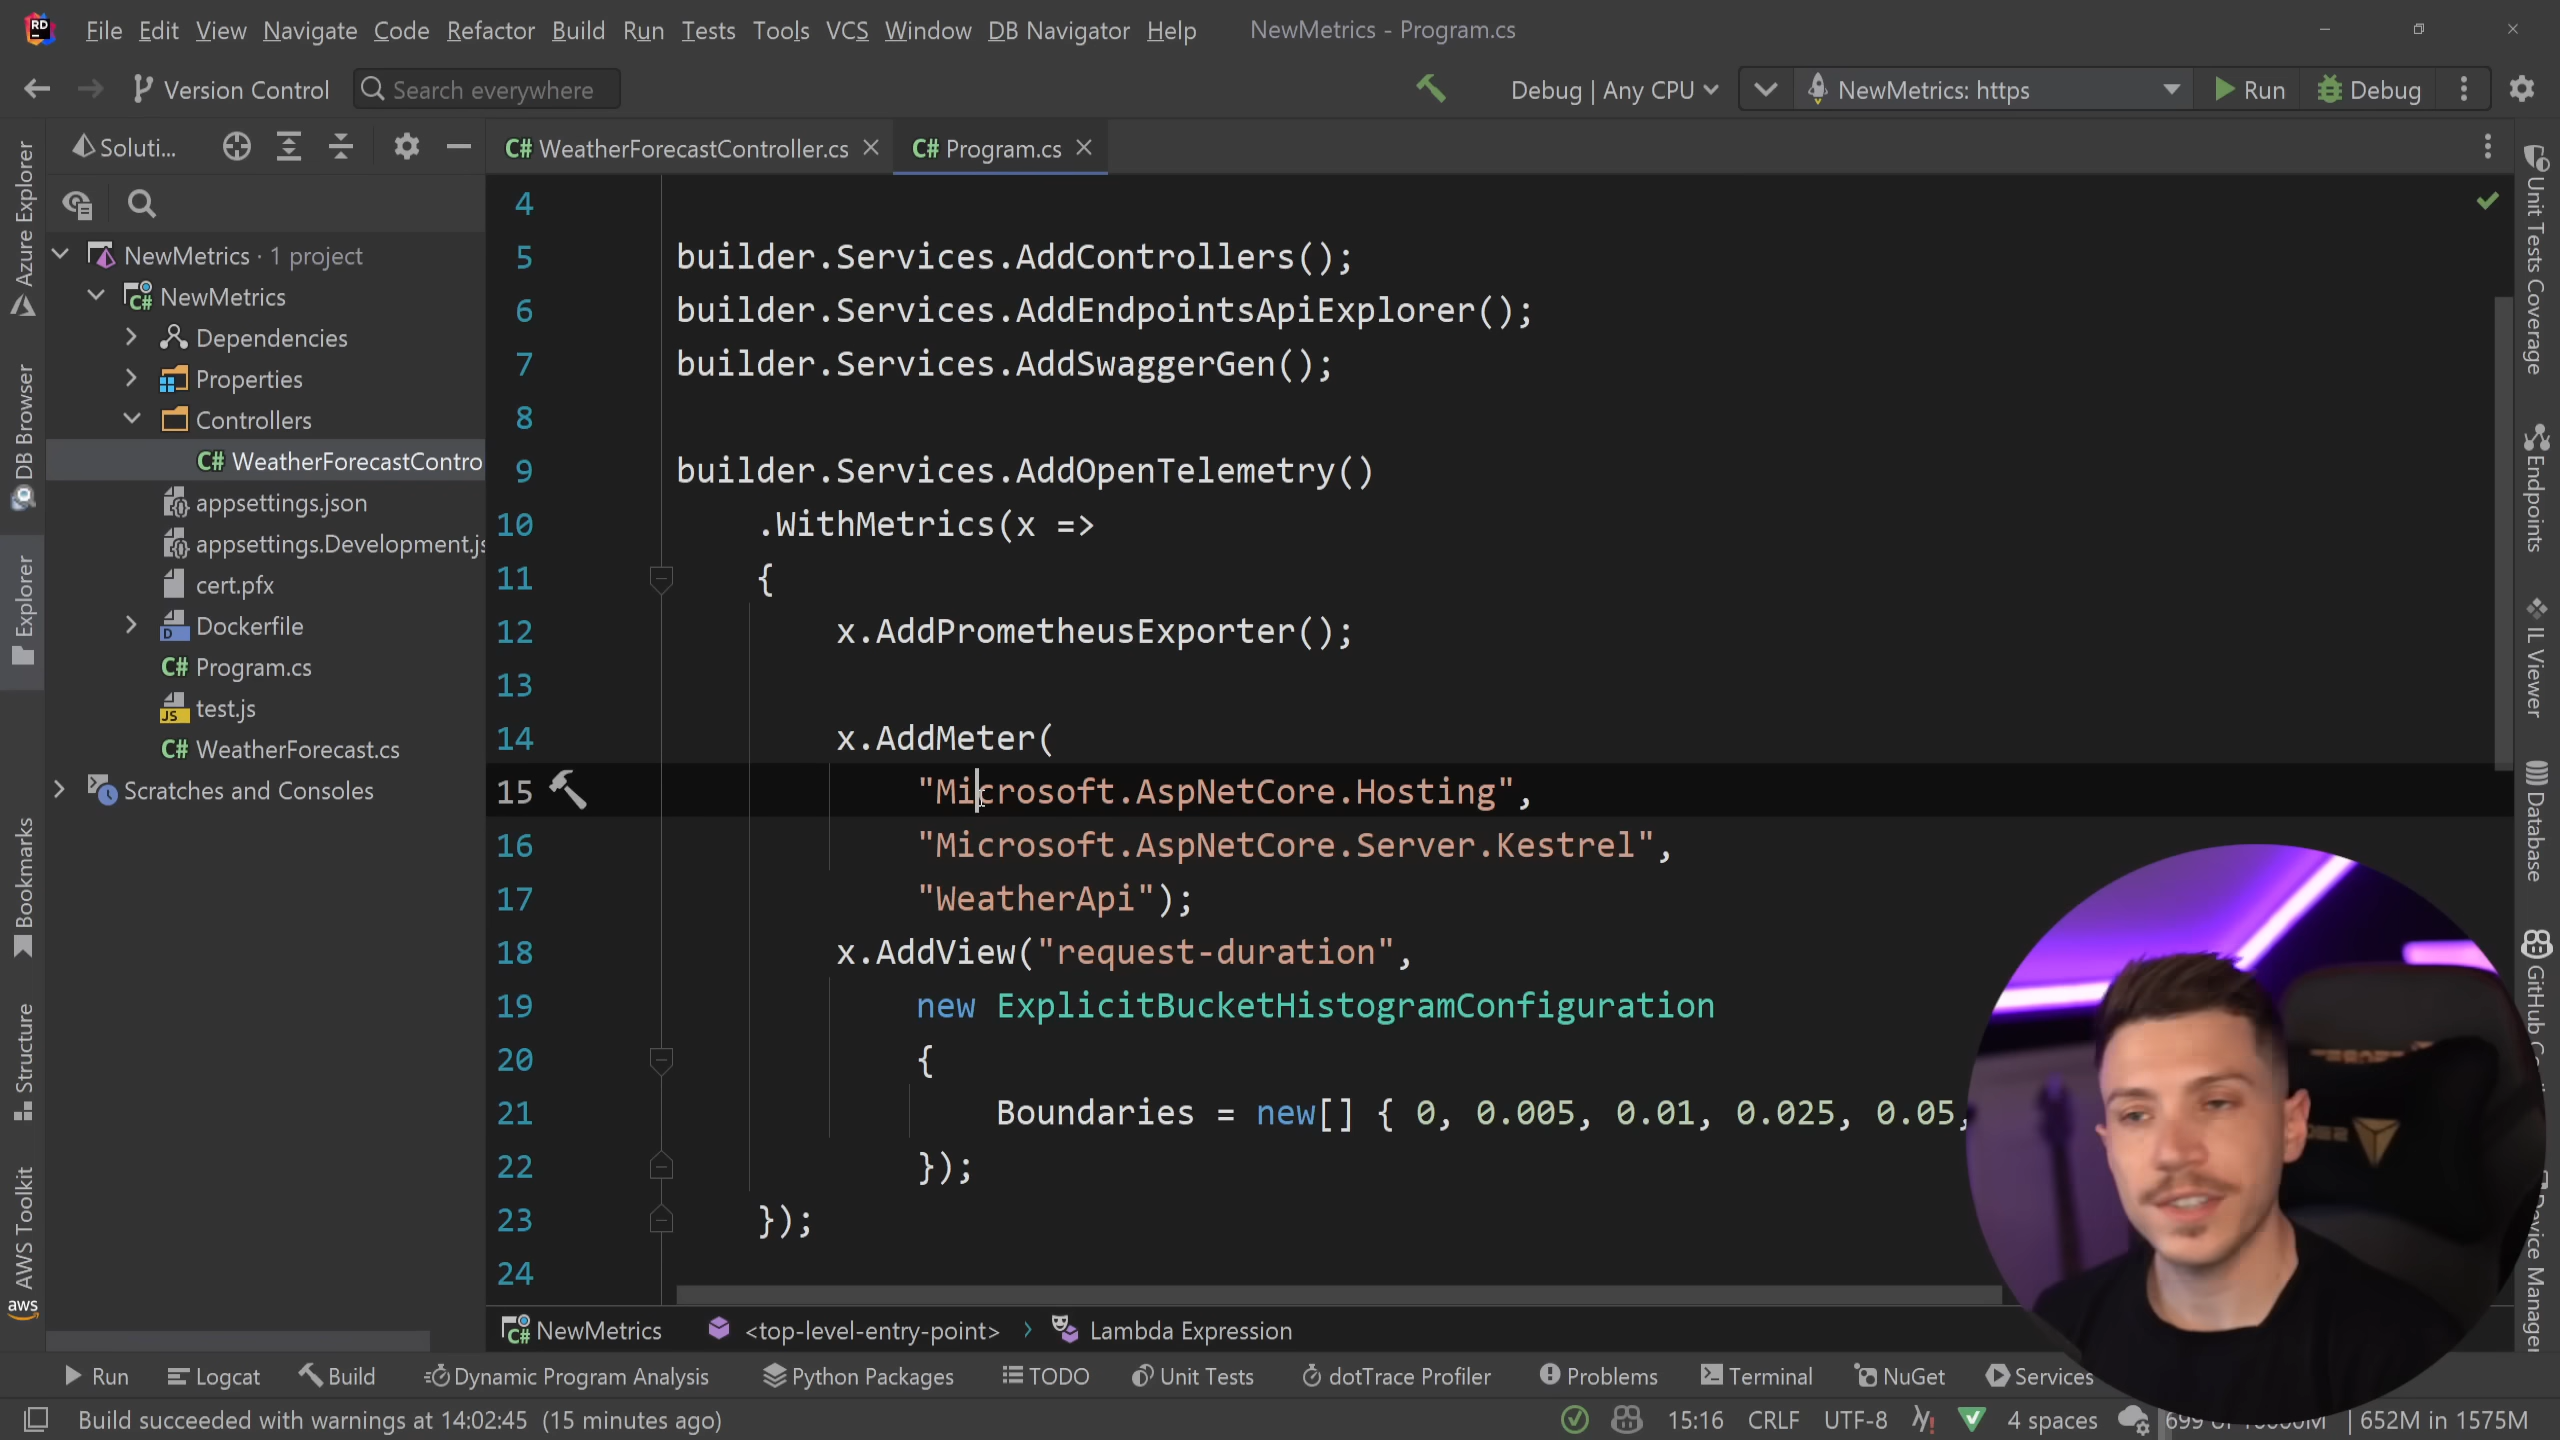 File Edit View Navigate Code Refactor Build Run Tests Tools VCS Window DB Navigator Help NewMetrics - Program.cs
Version Control Search everywhere Debug | Any CPU NewMetrics: https Run Debug
Soluti... C# WeatherForecastController.cs C# Program.cs
NewMetrics · 1 project
NewMetrics
Dependencies
Properties
Controllers
C# WeatherForecastContro
appsettings.json
appsettings.Development.js
cert.pfx
Dockerfile
C# Program.cs
JS test.js
C# WeatherForecast.cs
Scratches and Consoles
Azure Explorer
DB Browser
Explorer
Bookmarks
Structure
AWS Toolkit
aws
4
5 builder.Services.AddControllers();
6 builder.Services.AddEndpointsApiExplorer();
7 builder.Services.AddSwaggerGen();
8
9 builder.Services.AddOpenTelemetry()
10 .WithMetrics(x =>
11 {
12 x.AddPrometheusExporter();
13
14 x.AddMeter(
15 "Microsoft.AspNetCore.Hosting",
16 "Microsoft.AspNetCore.Server.Kestrel",
17 "WeatherApi");
18 x.AddView("request-duration",
19 new ExplicitBucketHistogramConfiguration
20 {
21 Boundaries = new[] { 0, 0.005, 0.01, 0.025, 0.05,
22 });
23 });
24
Unit Tests Coverage
Endpoints
IL Viewer
Database
GitHub Co
Device Manager
NewMetrics <top-level-entry-point> Lambda Expression
Run Logcat Build Dynamic Program Analysis Python Packages TODO Unit Tests dotTrace Profiler Problems Terminal NuGet Services
Build succeeded with warnings at 14:02:45 (15 minutes ago) 15:16 CRLF UTF-8 4 spaces 652M in 1575M